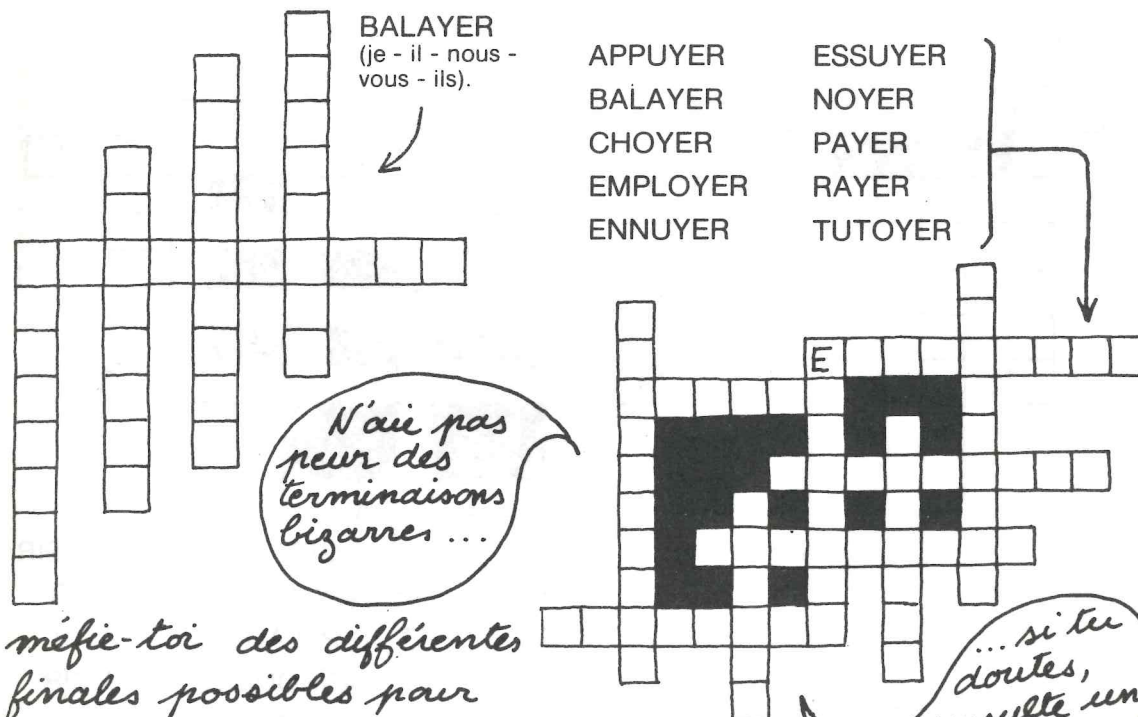 BALAYER
(je - il - nous -
vous - ils).
APPUYER
BALAYER
CHOYER
EMPLOYER
ENNUYER
ESSUYER
NOYER
PAYER
RAYER
TUTOYER
E
N'aie pas
peur des
terminaisons
bizarres ...
méfie-toi des différentes
finales possibles pour
... si tu
doutes,
un